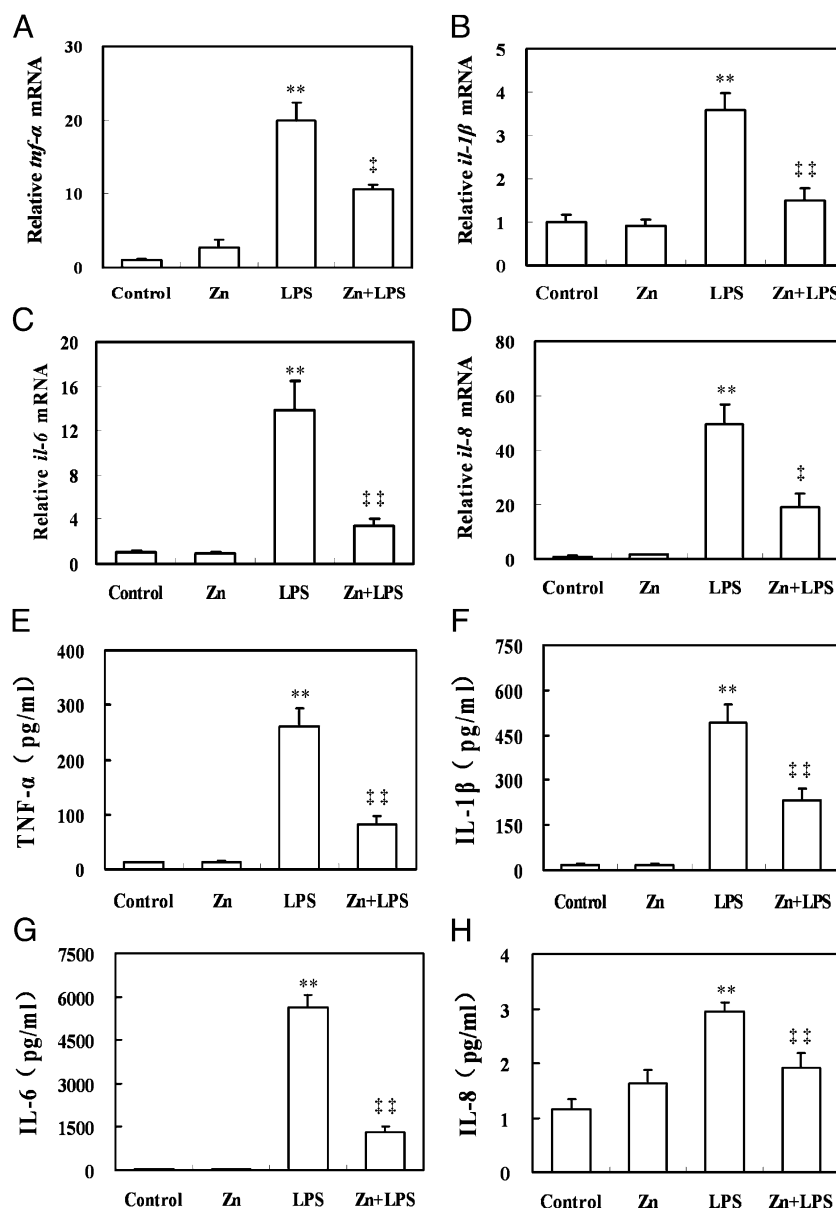 A
Relative tnf-α mRNA
30
20
10
0
**
‡
Control Zn LPS Zn+LPS
B
Relative il-1β mRNA
5
4
3
2
1
0
**
‡‡
Control Zn LPS Zn+LPS
C
Relative il-6 mRNA
20
16
12
8
4
0
**
‡‡
Control Zn LPS Zn+LPS
D
Relative il-8 mRNA
80
60
40
20
0
**
‡
Control Zn LPS Zn+LPS
E
TNF-α ( pg/ml)
400
300
200
100
0
**
‡‡
Control Zn LPS Zn+LPS
F
IL-1β ( pg/ml)
750
600
450
300
150
0
**
‡‡
Control Zn LPS Zn+LPS
G
IL-6 ( pg/ml)
7500
6000
4500
3000
1500
0
**
‡‡
Control Zn LPS Zn+LPS
H
IL-8 ( pg/ml)
4
3
2
1
0
**
‡‡
Control Zn LPS Zn+LPS